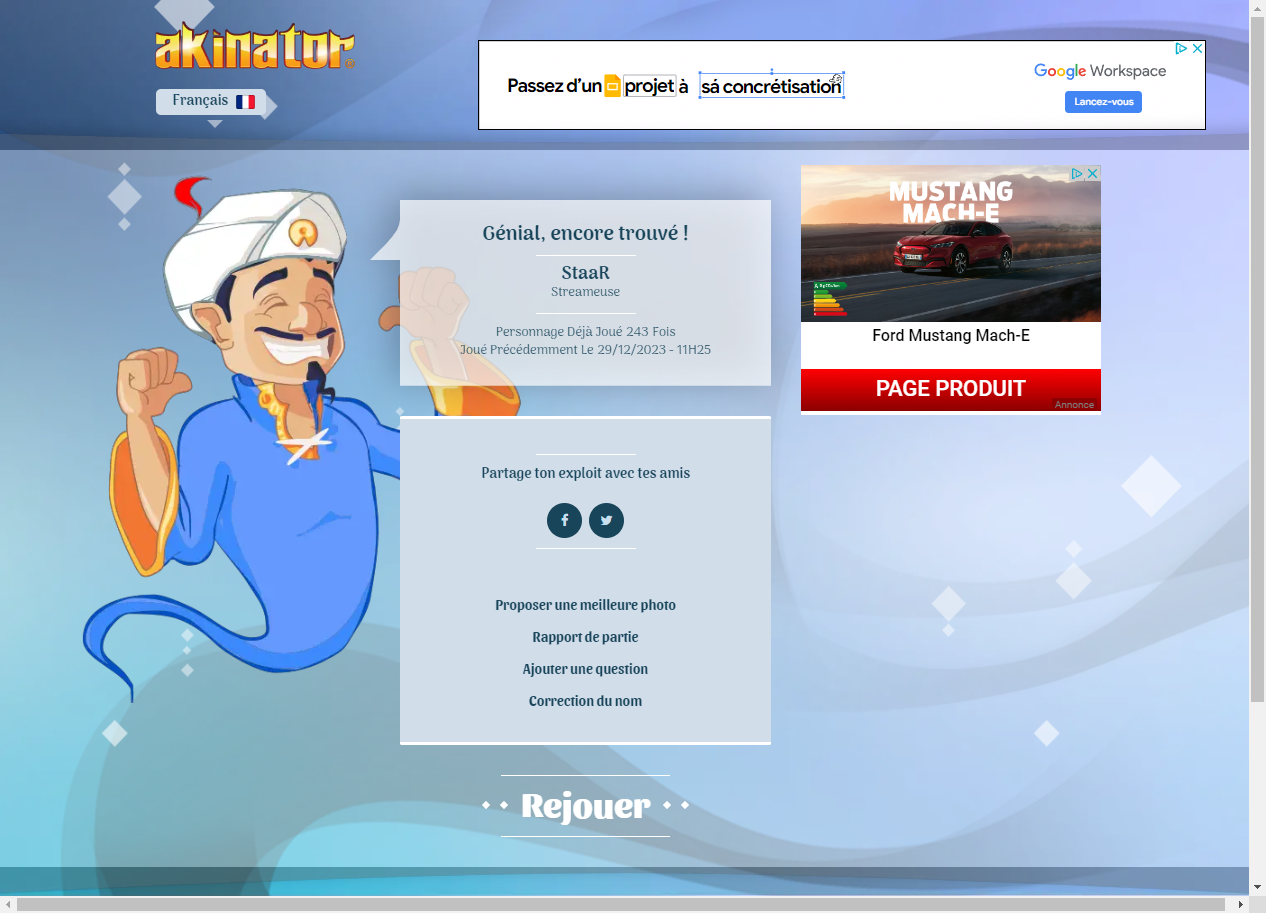 akinator
Français
Passez d'un projet à sá concrétisation
Google Workspace
Lancez-vous
Génial, encore trouvé !
StaaR
Streameuse
Personnage Déjà Joué 243 Fois
Joué Précédemment Le 29/12/2023 - 11H25
MUSTANG
MACH-E
Ford Mustang Mach-E
PAGE PRODUIT
Annonce
Partage ton exploit avec tes amis
Proposer une meilleure photo
Rapport de partie
Ajouter une question
Correction du nom
Rejouer